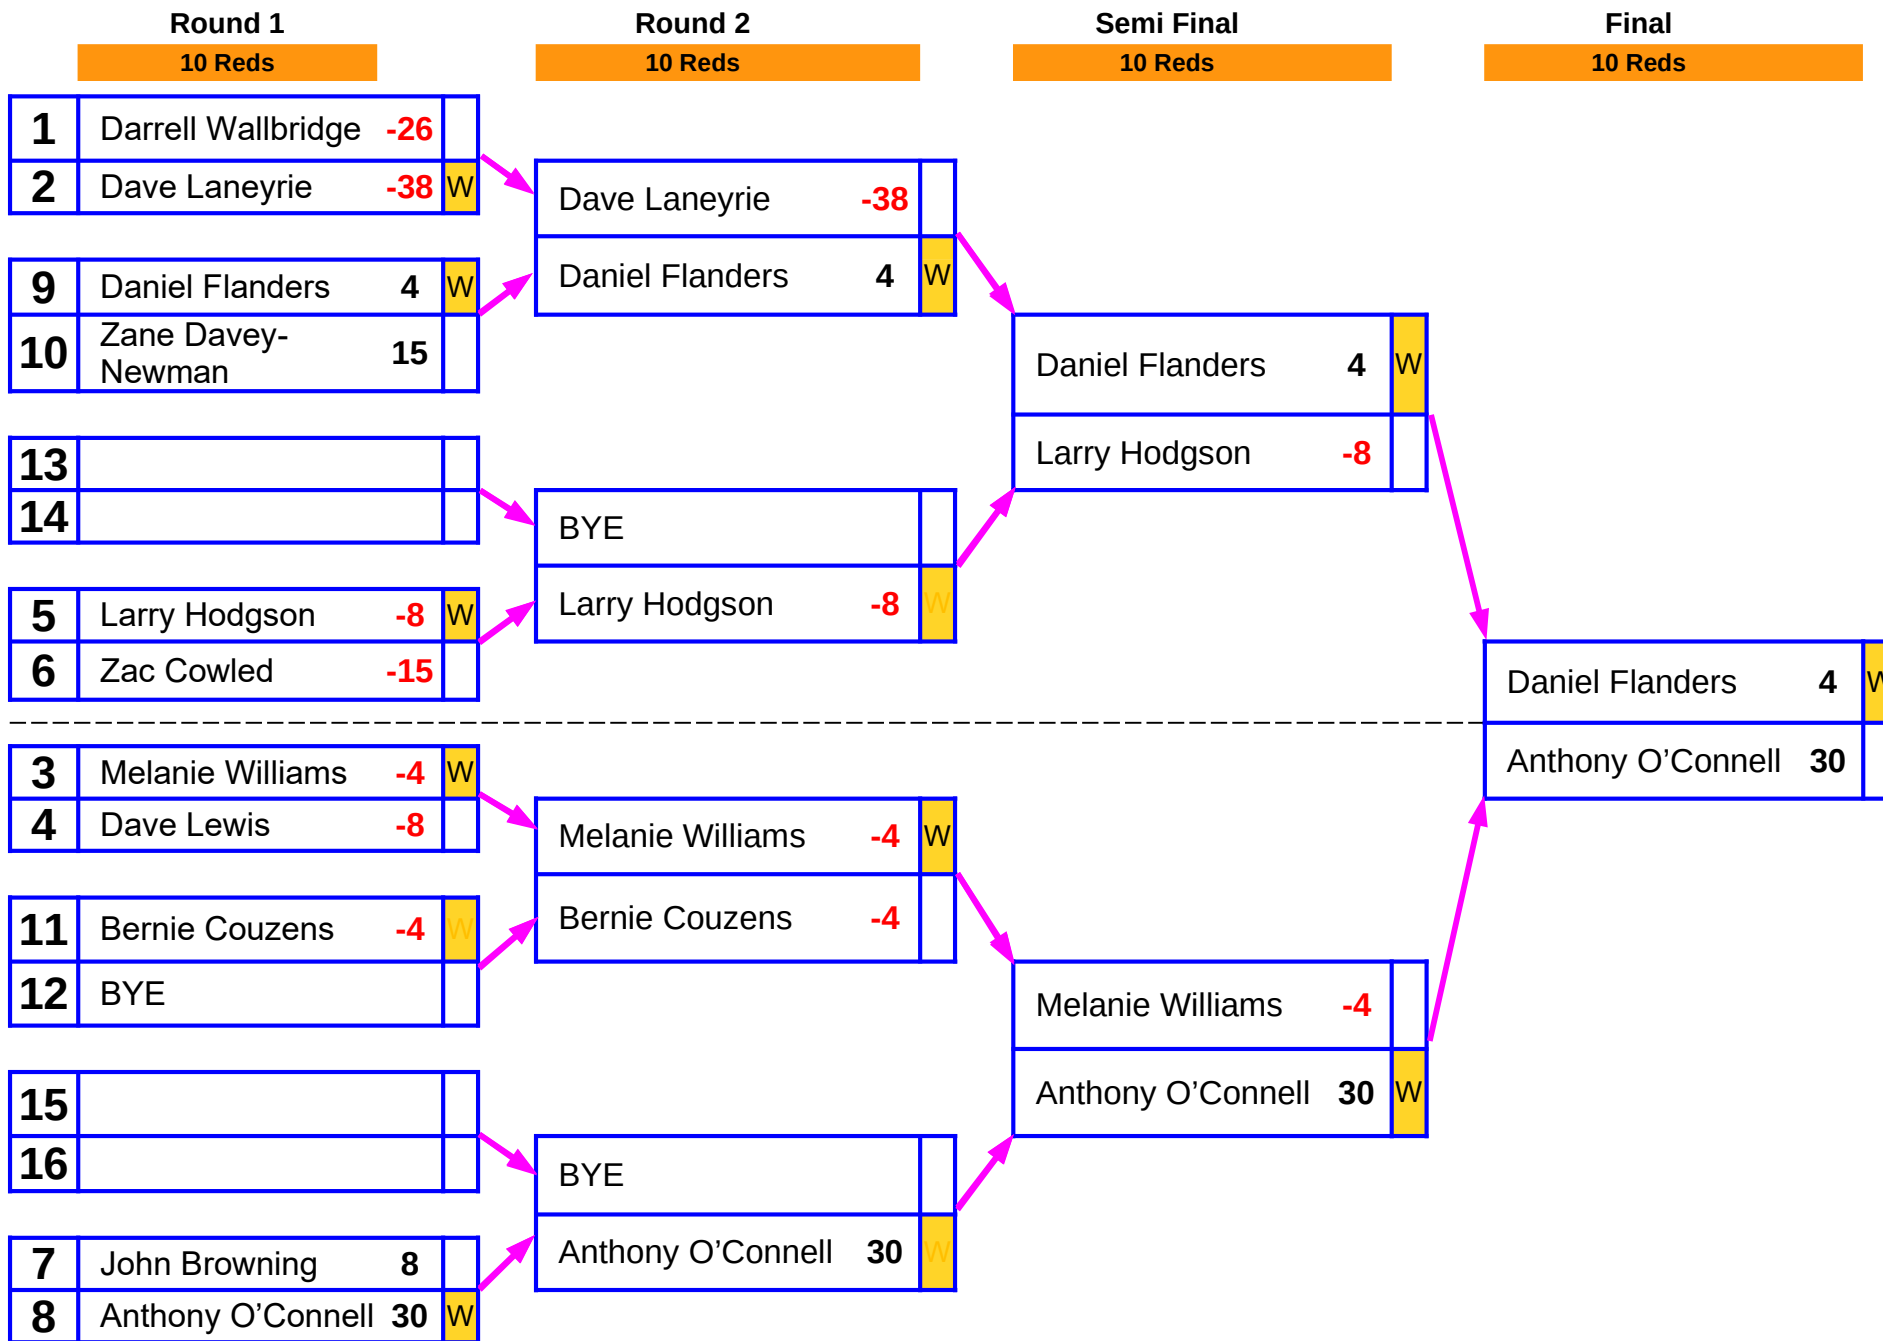 Round 1
Round 2
Semi Final
Final
10 Reds
10 Reds
10 Reds
10 Reds
1 Darrell Wallbridge -26
2 Dave Laneyrie -38 W
9 Daniel Flanders 4 W
10 Zane Davey-
Newman 15
13
14
5 Larry Hodgson -8 W
6 Zac Cowled -15
3 Melanie Williams -4 W
4 Dave Lewis -8
11 Bernie Couzens -4 W
12 BYE
15
16
7 John Browning 8
8 Anthony O’Connell 30 W
Dave Laneyrie -38
Daniel Flanders 4 W
BYE
Larry Hodgson -8 W
Melanie Williams -4 W
Bernie Couzens -4
BYE
Anthony O’Connell 30 W
Daniel Flanders 4 W
Larry Hodgson -8
Melanie Williams -4
Anthony O’Connell 30 W
Daniel Flanders 4 W
Anthony O’Connell 30